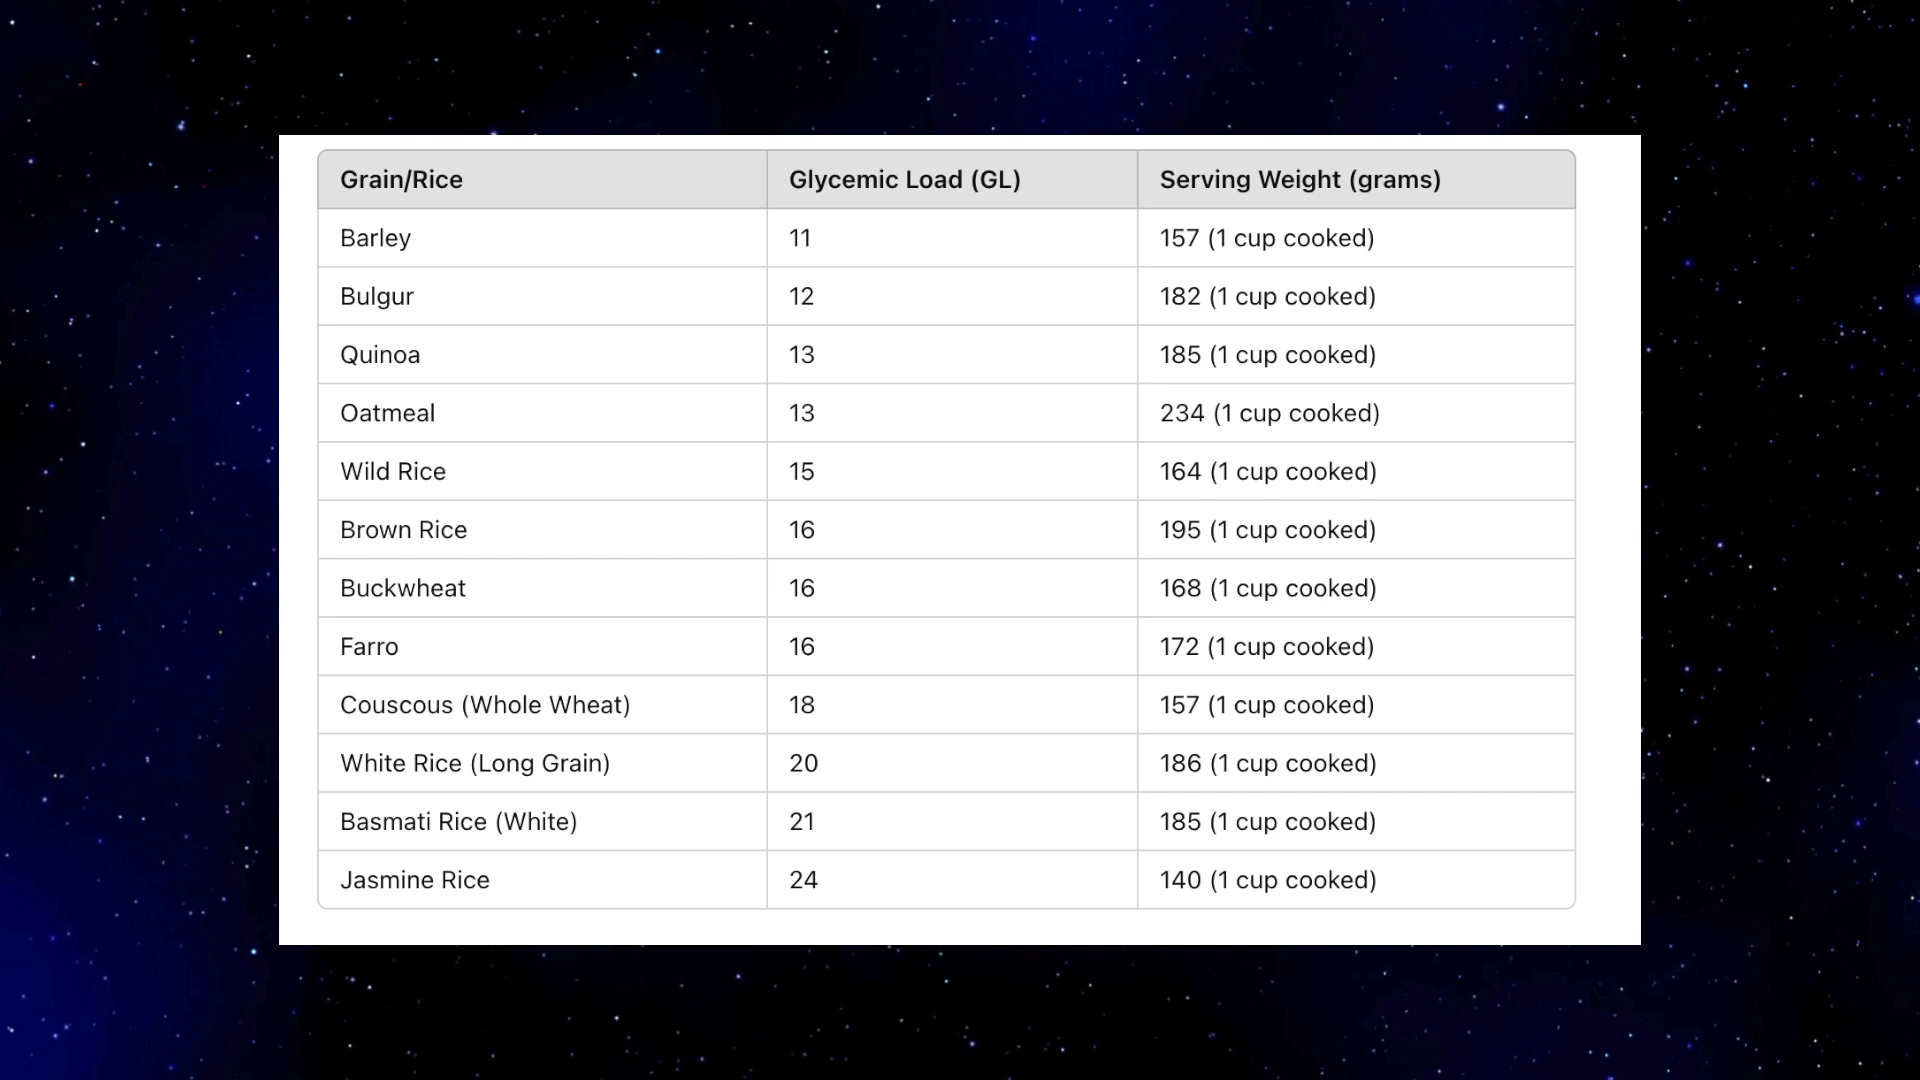 Grain/Rice Glycemic Load (GL) Serving Weight (grams)
Barley 11 157 (1 cup cooked)
Bulgur 12 182 (1 cup cooked)
Quinoa 13 185 (1 cup cooked)
Oatmeal 13 234 (1 cup cooked)
Wild Rice 15 164 (1 cup cooked)
Brown Rice 16 195 (1 cup cooked)
Buckwheat 16 168 (1 cup cooked)
Farro 16 172 (1 cup cooked)
Couscous (Whole Wheat) 18 157 (1 cup cooked)
White Rice (Long Grain) 20 186 (1 cup cooked)
Basmati Rice (White) 21 185 (1 cup cooked)
Jasmine Rice 24 140 (1 cup cooked)